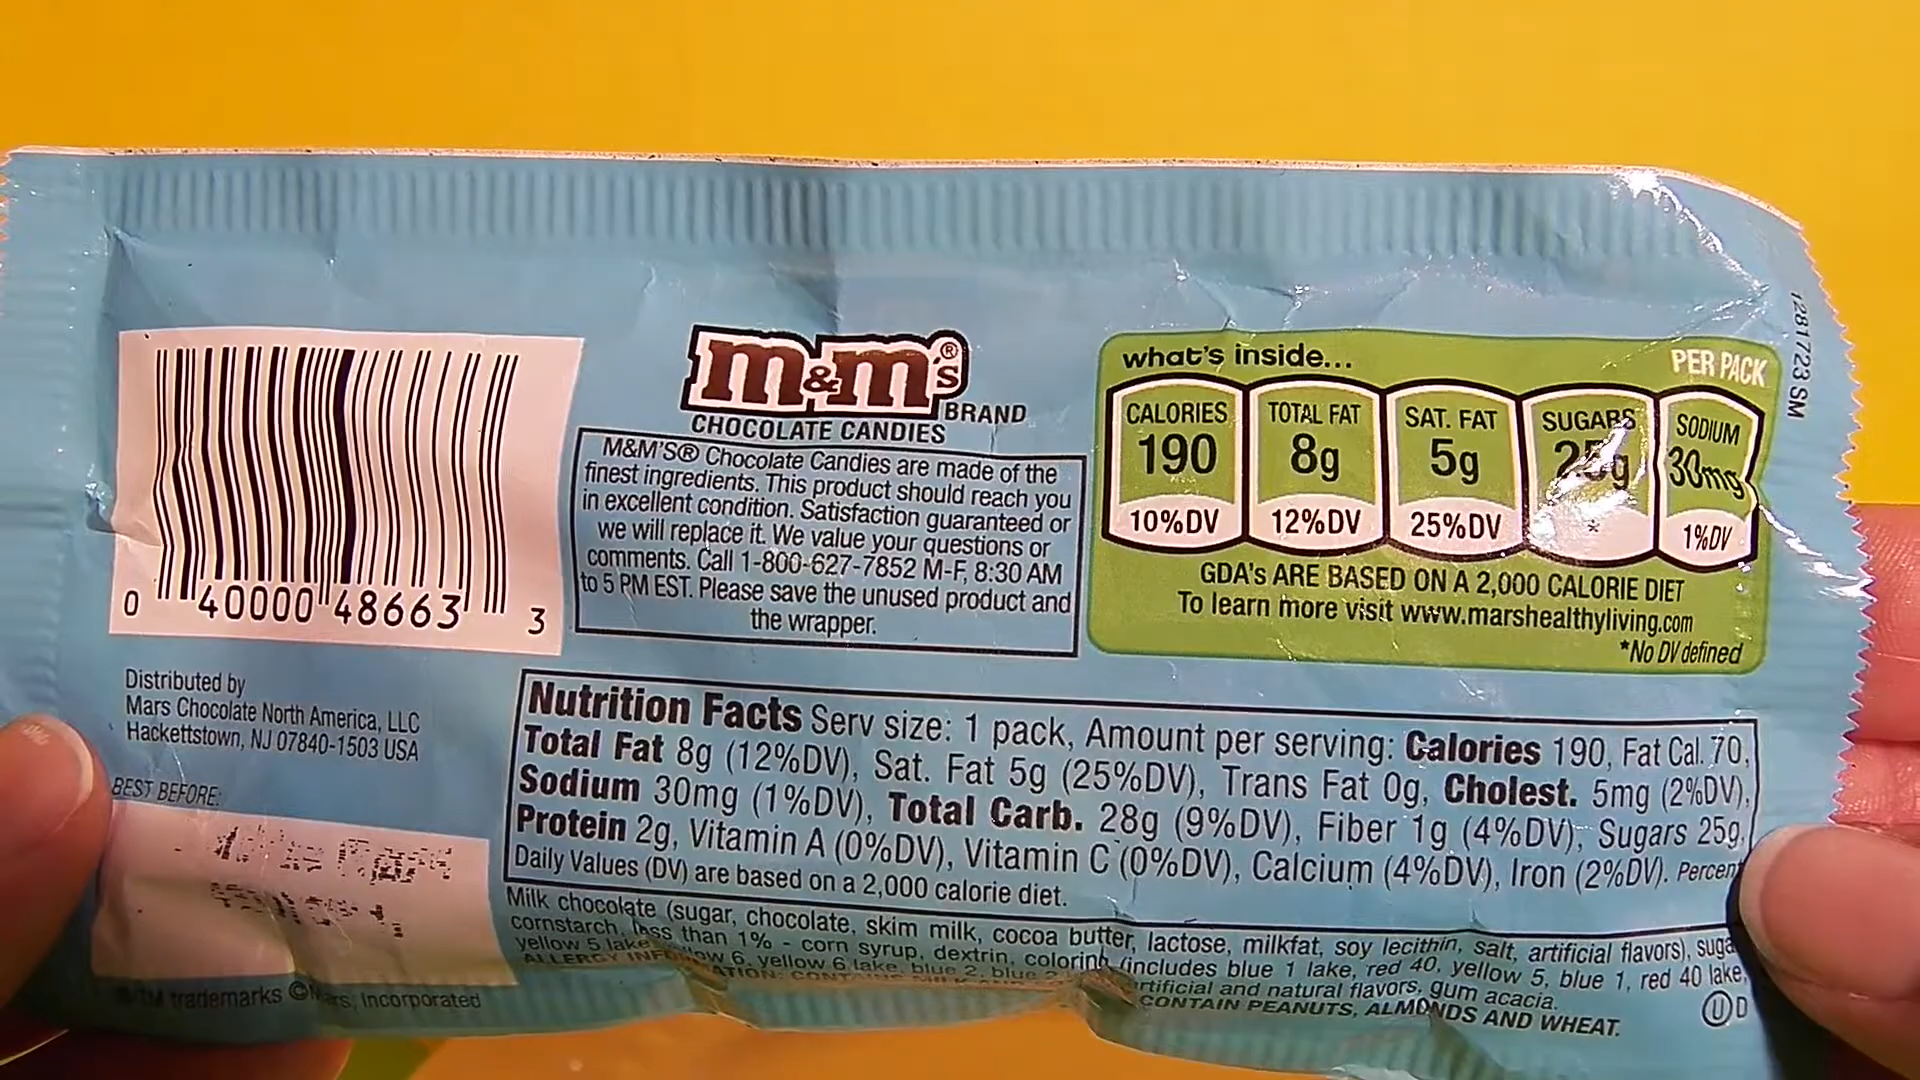 m&m's®
BRAND
CHOCOLATE CANDIES
M&M'S® Chocolate Candies are made of the
finest ingredients. This product should reach you
in excellent condition. Satisfaction guaranteed or
we will replace it. We value your questions or
comments. Call 1-800-627-7852 M-F, 8:30 AM
to 5 PM EST. Please save the unused product and
the wrapper.
0 40000 48663 3
what's inside... PER PACK
CALORIES TOTAL FAT SAT. FAT SUGARS SODIUM
190 8g 5g 25g 30mg
10%DV 12%DV 25%DV * 1%DV
GDA's ARE BASED ON A 2,000 CALORIE DIET
To learn more visit www.marshealthyliving.com
*No DV defined
1281723 SM
Distributed by
Mars Chocolate North America, LLC
Hackettstown, NJ 07840-1503 USA
BEST BEFORE:
Nutrition Facts Serv size: 1 pack, Amount per serving: Calories 190, Fat Cal. 70,
Total Fat 8g (12%DV), Sat. Fat 5g (25%DV), Trans Fat 0g, Cholest. 5mg (2%DV),
Sodium 30mg (1%DV), Total Carb. 28g (9%DV), Fiber 1g (4%DV), Sugars 25g,
Protein 2g, Vitamin A (0%DV), Vitamin C (0%DV), Calcium (4%DV), Iron (2%DV). Percent
Daily Values (DV) are based on a 2,000 calorie diet.
Milk chocolate (sugar, chocolate, skim milk, cocoa butter, lactose, milkfat, soy lecithin, salt, artificial flavors),
cornstarch, less than 1% - corn syrup, dextrin, coloring (includes blue 1 lake, red 40, yellow 5, blue 1, red 40 lake,
yellow 5 lake, 6, yellow 6 lake, blue 2, blue 2 artificial and natural flavors, gum acacia.
ALLERGY CONTAIN PEANUTS, ALMONDS AND WHEAT.
®/TM trademarks ©Mars, Incorporated
Ⓤ D